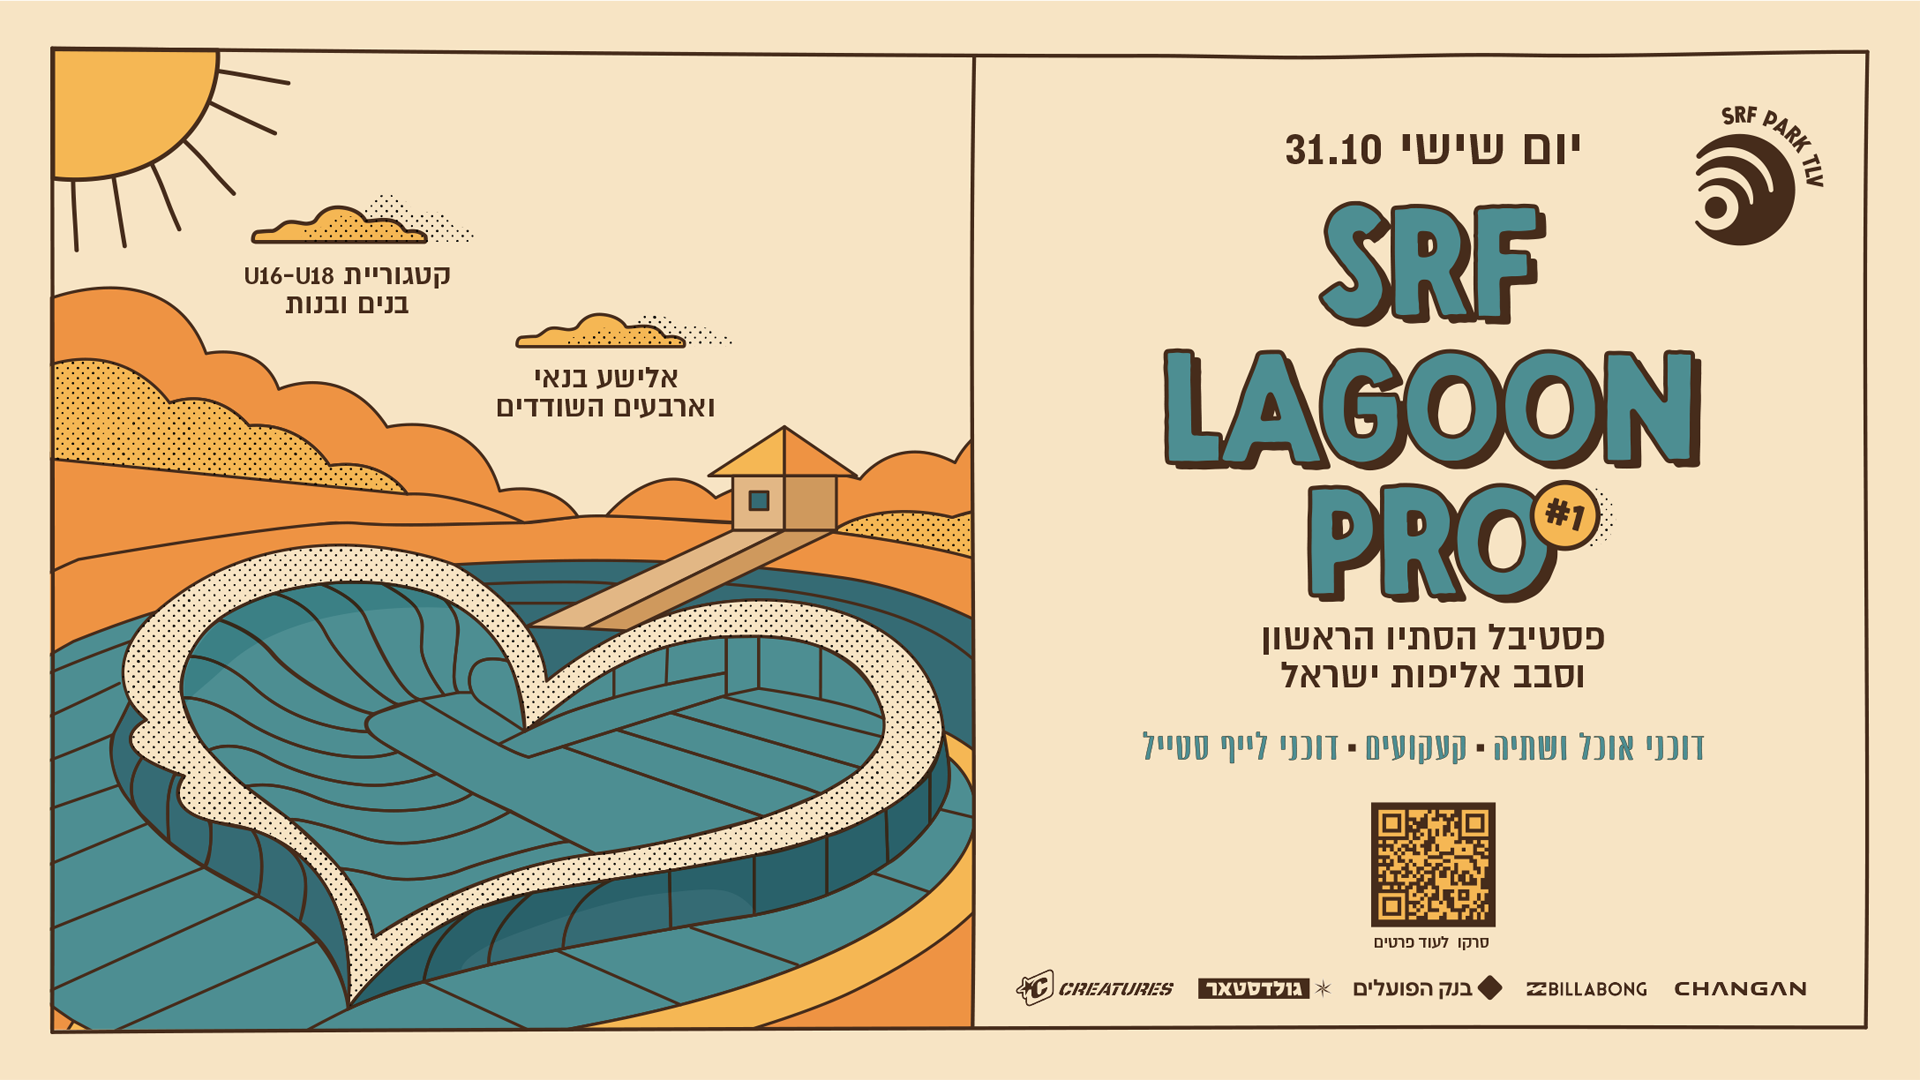 SRF PARK TLV
יום שישי 31.10
SRF
LAGOON
PRO
#1
פסטיבל הסתיו הראשון
וסבב אליפות ישראל
דוכני אוכל ושתיה ▪ קעקועים ▪ דוכני לייף סטייל
סרקו לעוד פרטים
CHANGAN
BILLABONG
בנק הפועלים
גולדסטאר
CREATURES
קטגוריית U16-U18
בנים ובנות
אלישע בנאי
וארבעים השודדים